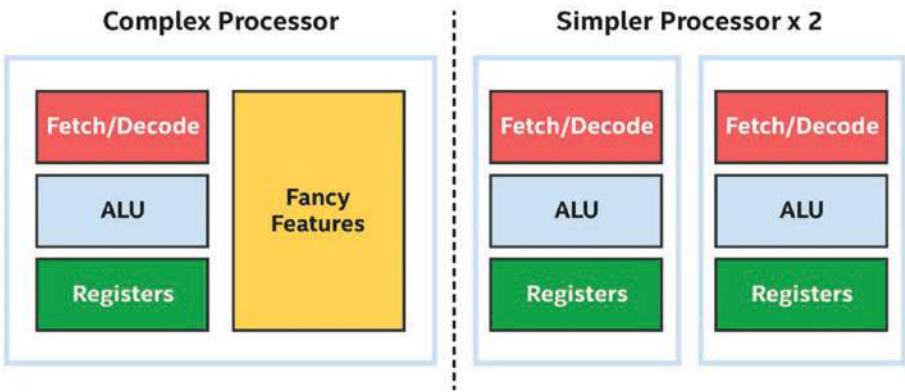 Complex Processor
Simpler Processor x 2
Fetch/Decode
ALU
Registers
Fancy
Features
Fetch/Decode
ALU
Registers
Fetch/Decode
ALU
Registers